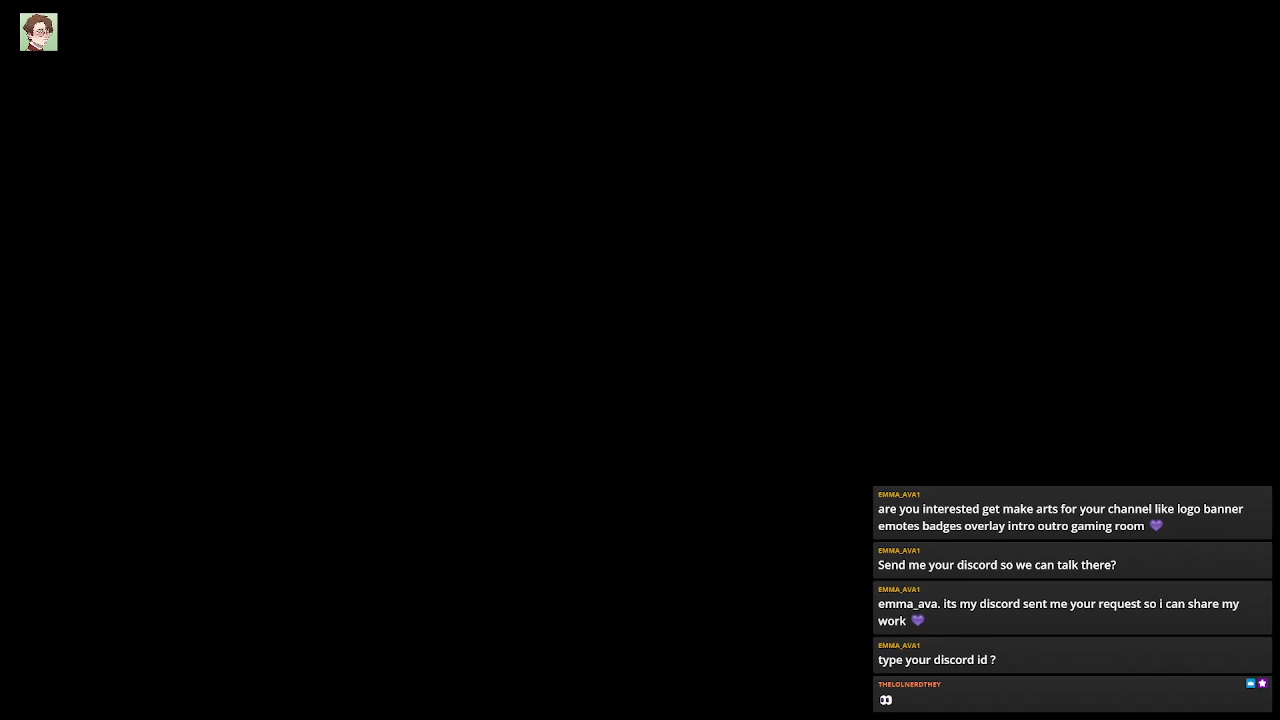 EMMA_AVA1
are you interested get make arts for your channel like logo banner
emotes badges overlay intro outro gaming room 💜
EMMA_AVA1
Send me your discord so we can talk there?
EMMA_AVA1
emma_ava. its my discord sent me your request so i can share my
work 💜
EMMA_AVA1
type your discord id ?
THELOLNERDTHEY
👀